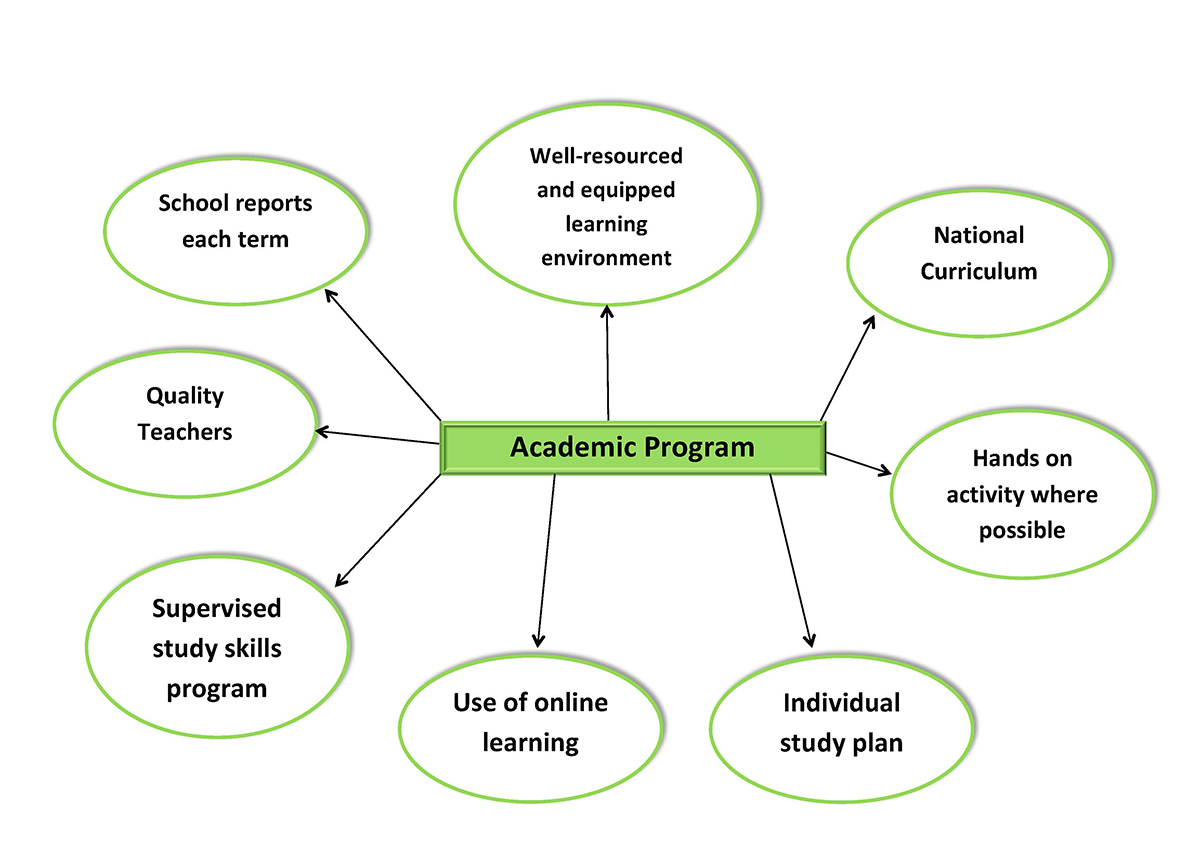 Well-resourced
and equipped
learning
environment
School reports
each term
National
Curriculum
Quality
Teachers
Academic Program
Hands on
activity where
possible
Supervised
study skills
program
Use of online
learning
Individual
study plan